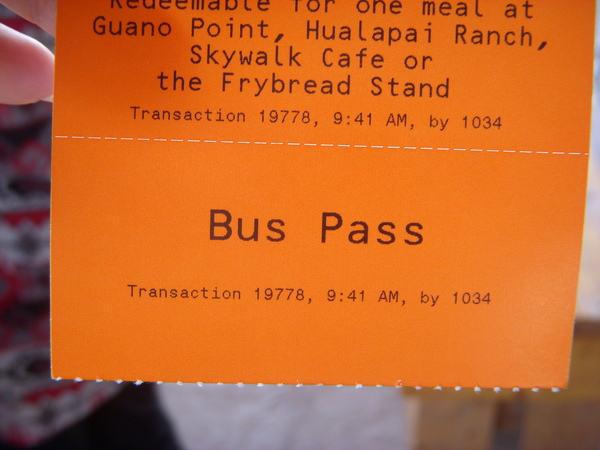 Redeemable for one meal at
Guano Point, Hualapai Ranch,
Skywalk Cafe or
the Frybread Stand
Transaction 19778, 9:41 AM, by 1034
Bus Pass
Transaction 19778, 9:41 AM, by 1034